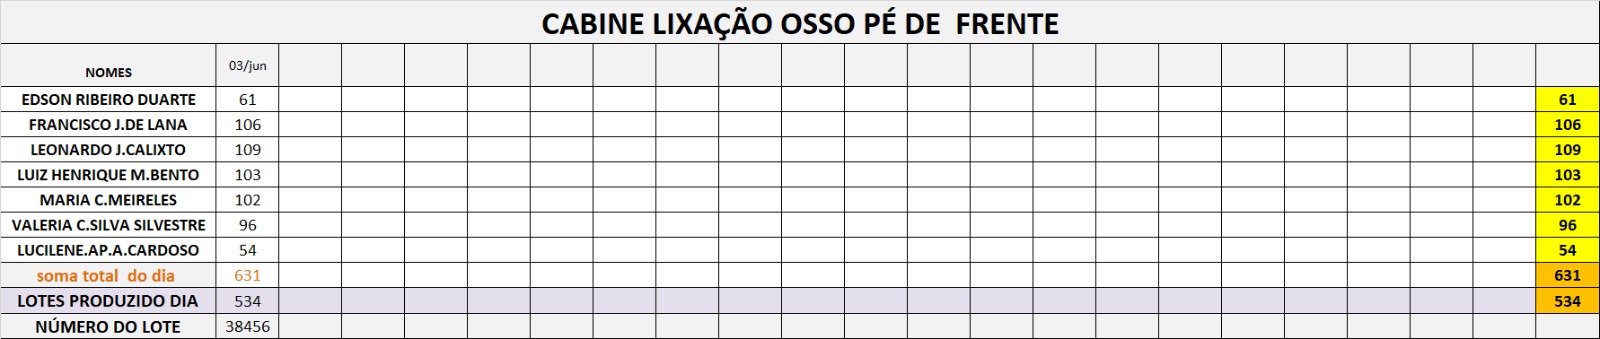 CABINE LIXAÇÃO OSSO PÉ DE  FRENTE
NOMES 03/jun
EDSON RIBEIRO DUARTE 61 61
FRANCISCO J.DE LANA 106 106
LEONARDO J.CALIXTO 109 109
LUIZ HENRIQUE M.BENTO 103 103
MARIA C.MEIRELES 102 102
VALERIA C.SILVA SILVESTRE 96 96
LUCILENE.AP.A.CARDOSO 54 54
soma total  do dia 631 631
LOTES PRODUZIDO DIA 534 534
NÚMERO DO LOTE 38456